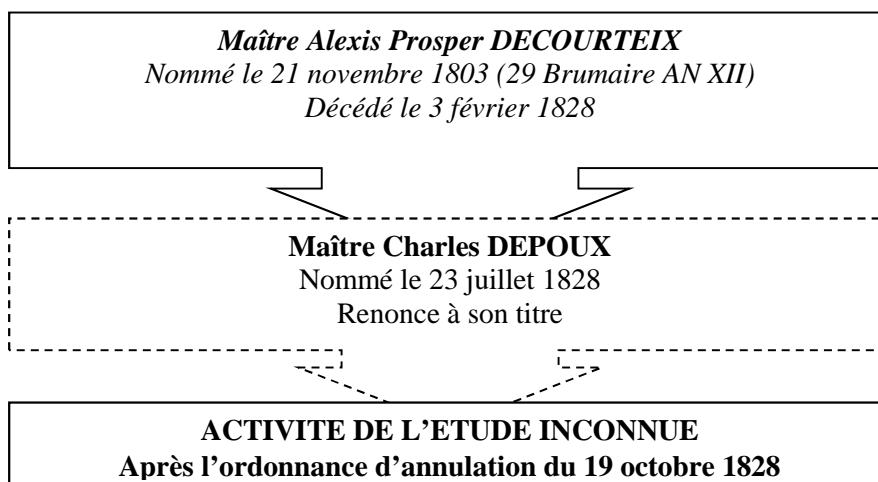 Maître Alexis Prosper DECOURTEIX
Nommé le 21 novembre 1803 (29 Brumaire AN XII)
Décédé le 3 février 1828
Maître Charles DEPOUX
Nommé le 23 juillet 1828
Renonce à son titre
ACTIVITE DE L’ETUDE INCONNUE
Après l’ordonnance d’annulation du 19 octobre 1828